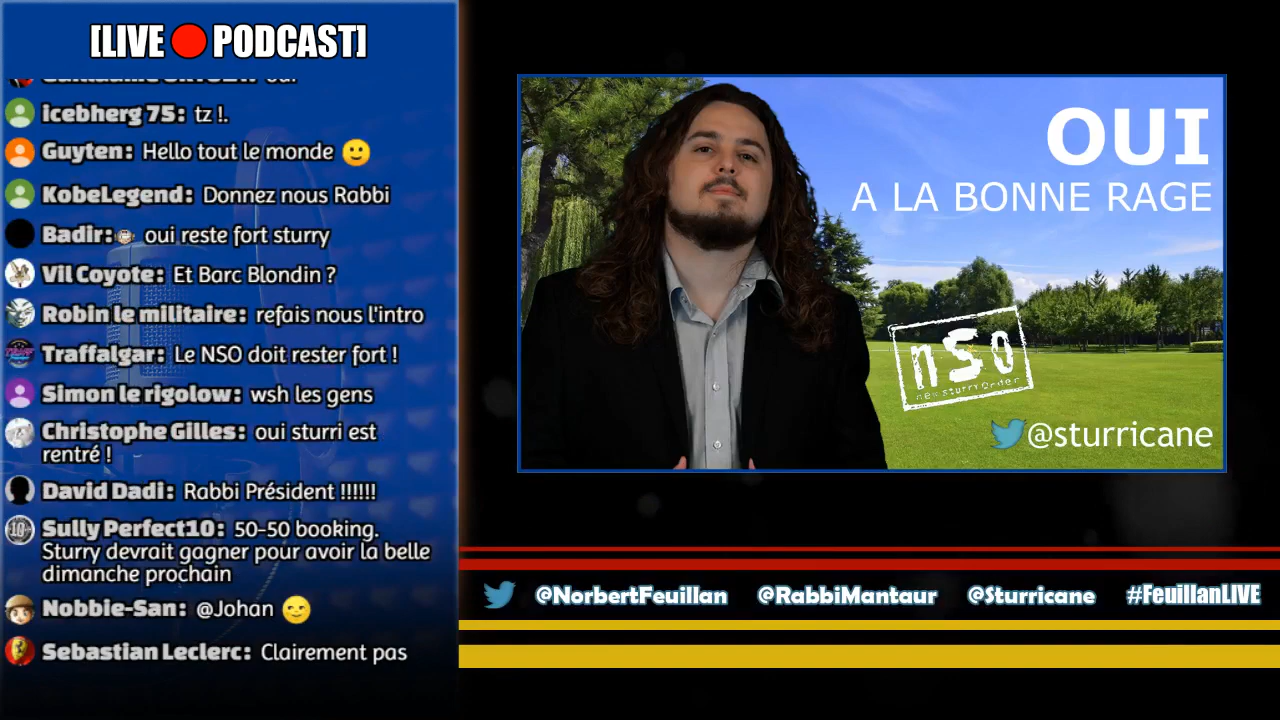 [LIVE PODCAST]
icebherg 75: tz !.
Guyten: Hello tout le monde 🙂
KobeLegend: Donnez nous Rabbi
Badir: oui reste fort sturry
Vil Coyote: Et Barc Blondin ?
Robin le militaire: refais nous l'intro
Traffalgar: Le NSO doit rester fort !
Simon le rigolow: wsh les gens
Christophe Gilles: oui sturri est
rentré !
David Dadi: Rabbi Président !!!!!!
Sully Perfect10: 50-50 booking.
Sturry devrait gagner pour avoir la belle
dimanche prochain
Nobbie-San: @Johan 😏
Sebastian Leclerc: Clairement pas
OUI
A LA BONNE RAGE
nSo
new sturri Order
@sturricane
@NorbertFeuillan @RabbiMantaur @Sturricane #FeuillanLIVE